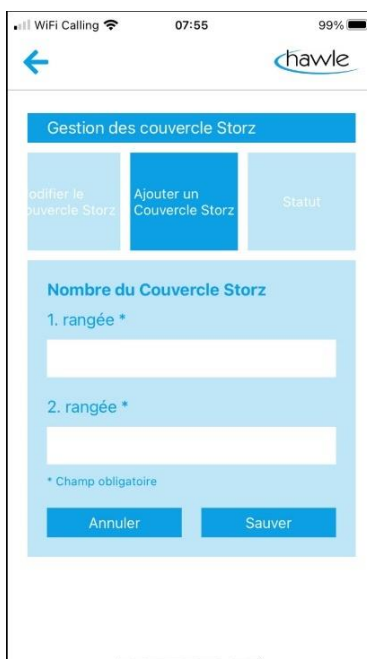 WiFi Calling 07:55 99%
hawle
Gestion des couvercle Storz
odifier le
ouvercle Storz
Ajouter un
Couvercle Storz
Statut
Nombre du Couvercle Storz
1. rangée *
2. rangée *
* Champ obligatoire
Annuler Sauver